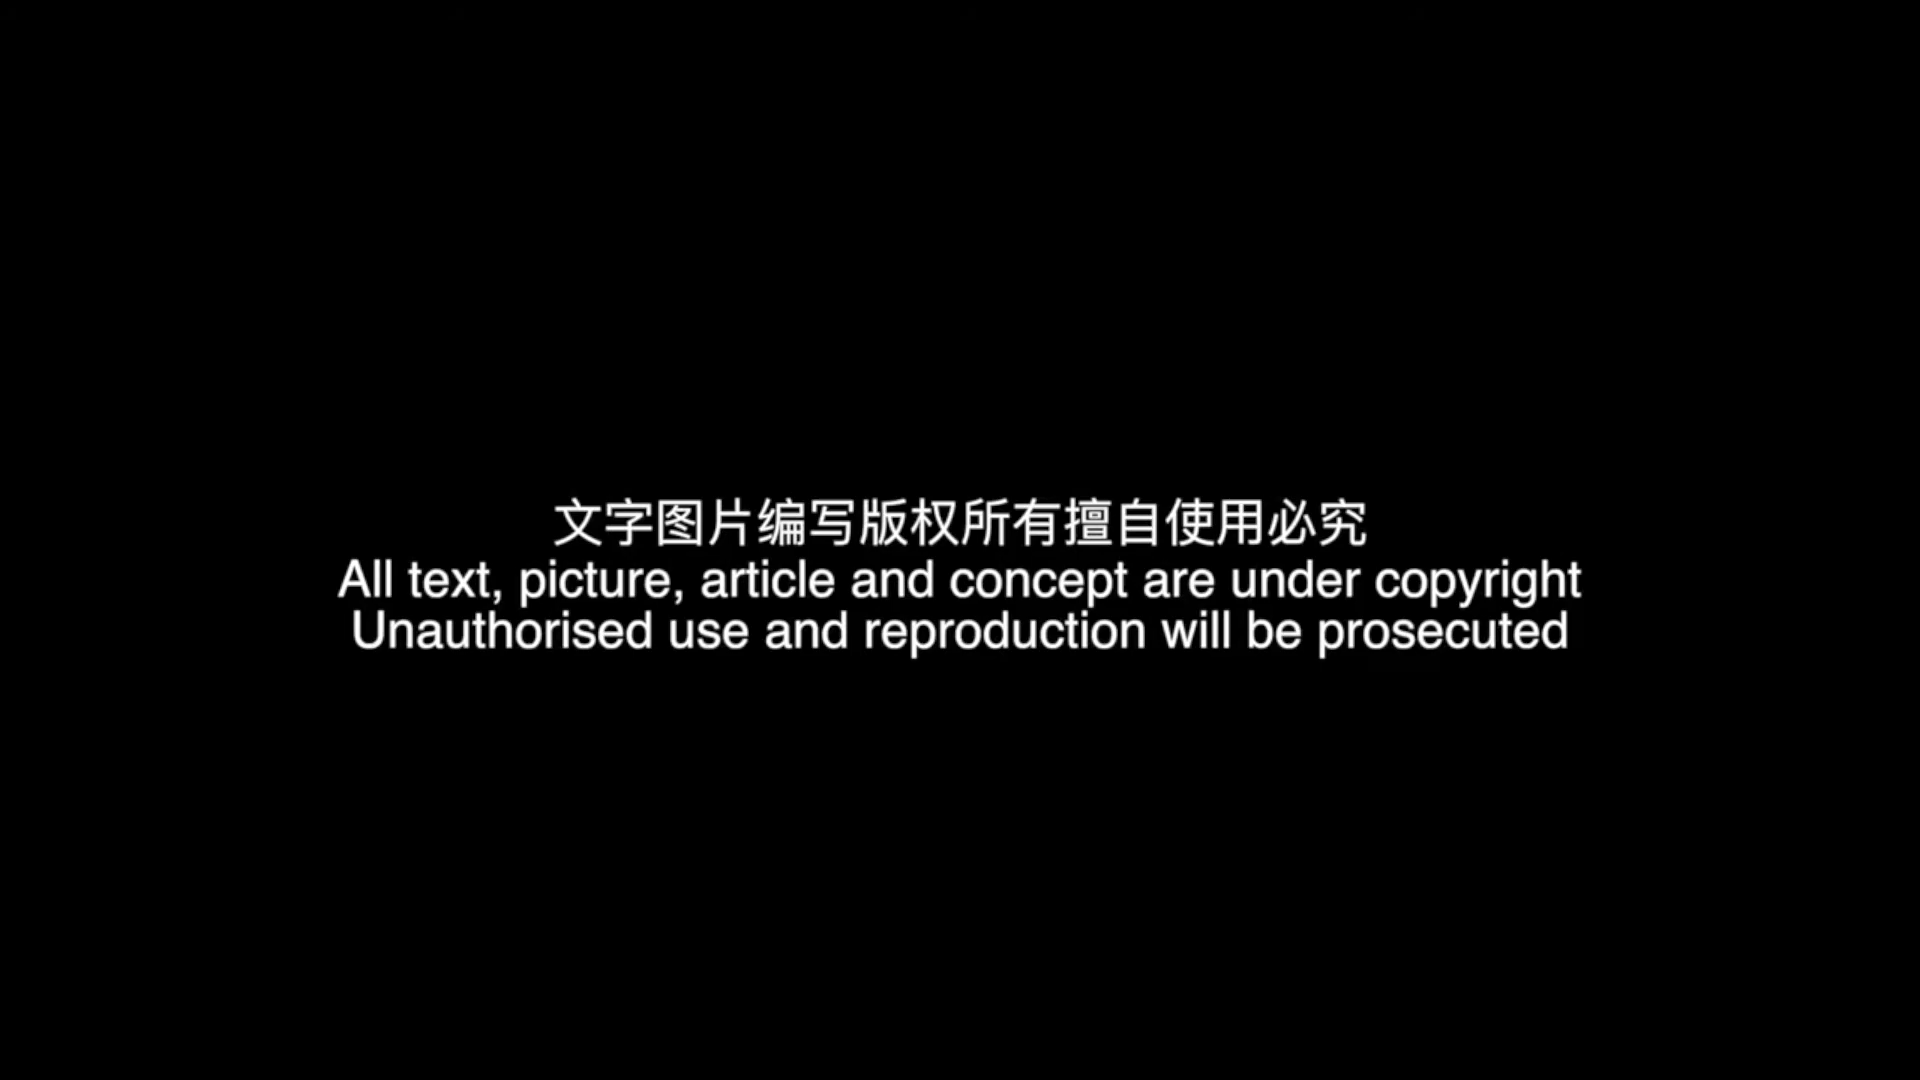 文字图片编写版权所有擅自使用必究
All text, picture, article and concept are under copyright
Unauthorised use and reproduction will be prosecuted